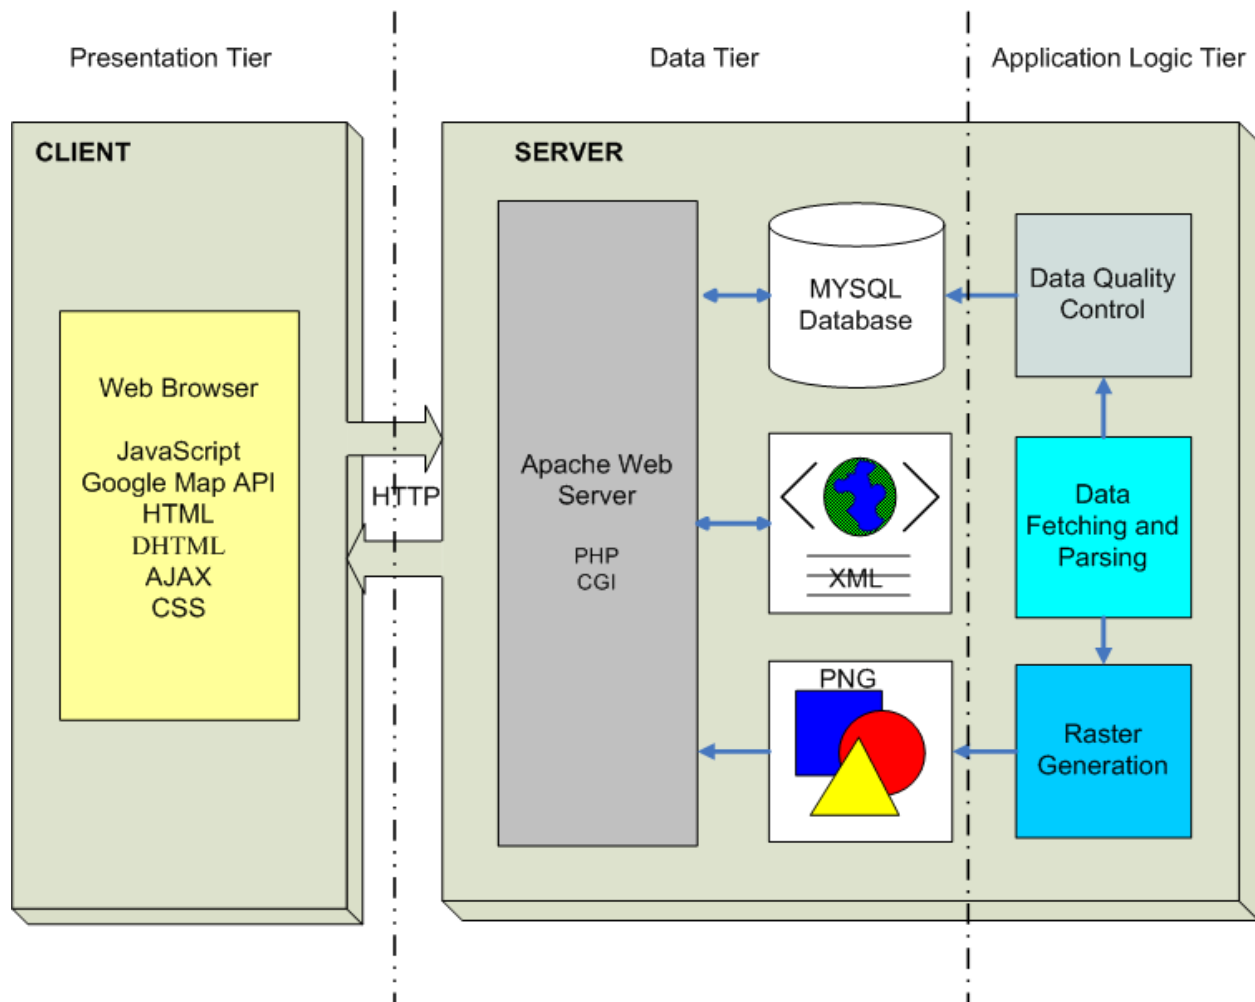 Presentation Tier
Data Tier
Application Logic Tier
CLIENT
Web Browser
JavaScript
Google Map API
HTML
DHTML
AJAX
CSS
HTTP
SERVER
Apache Web
Server
PHP
CGI
MYSQL
Database
XML
PNG
Data Quality
Control
Data
Fetching and
Parsing
Raster
Generation